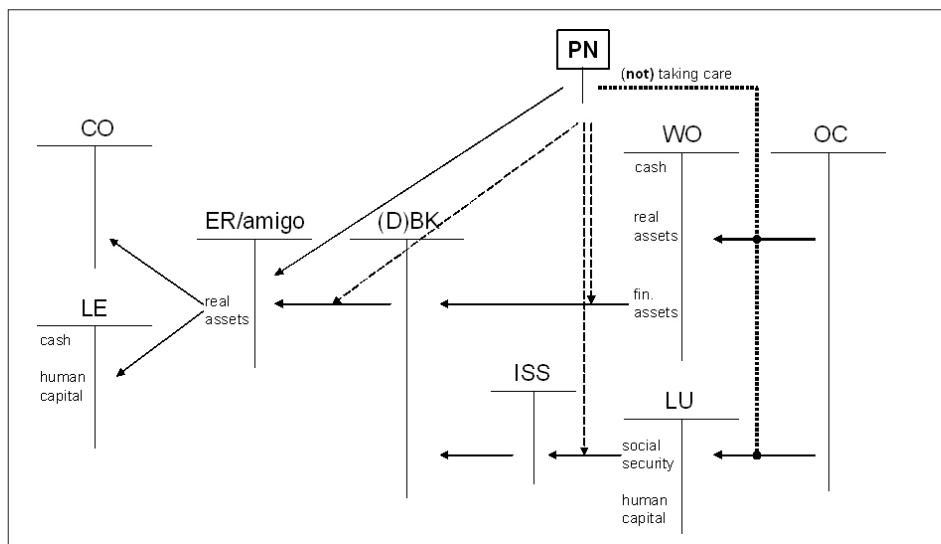 PN
(not) taking care
CO
WO
OC
cash
ER/amigo
(D)BK
real
assets
real
assets
fin.
assets
LE
cash
human
capital
ISS
LU
social
security
human
capital